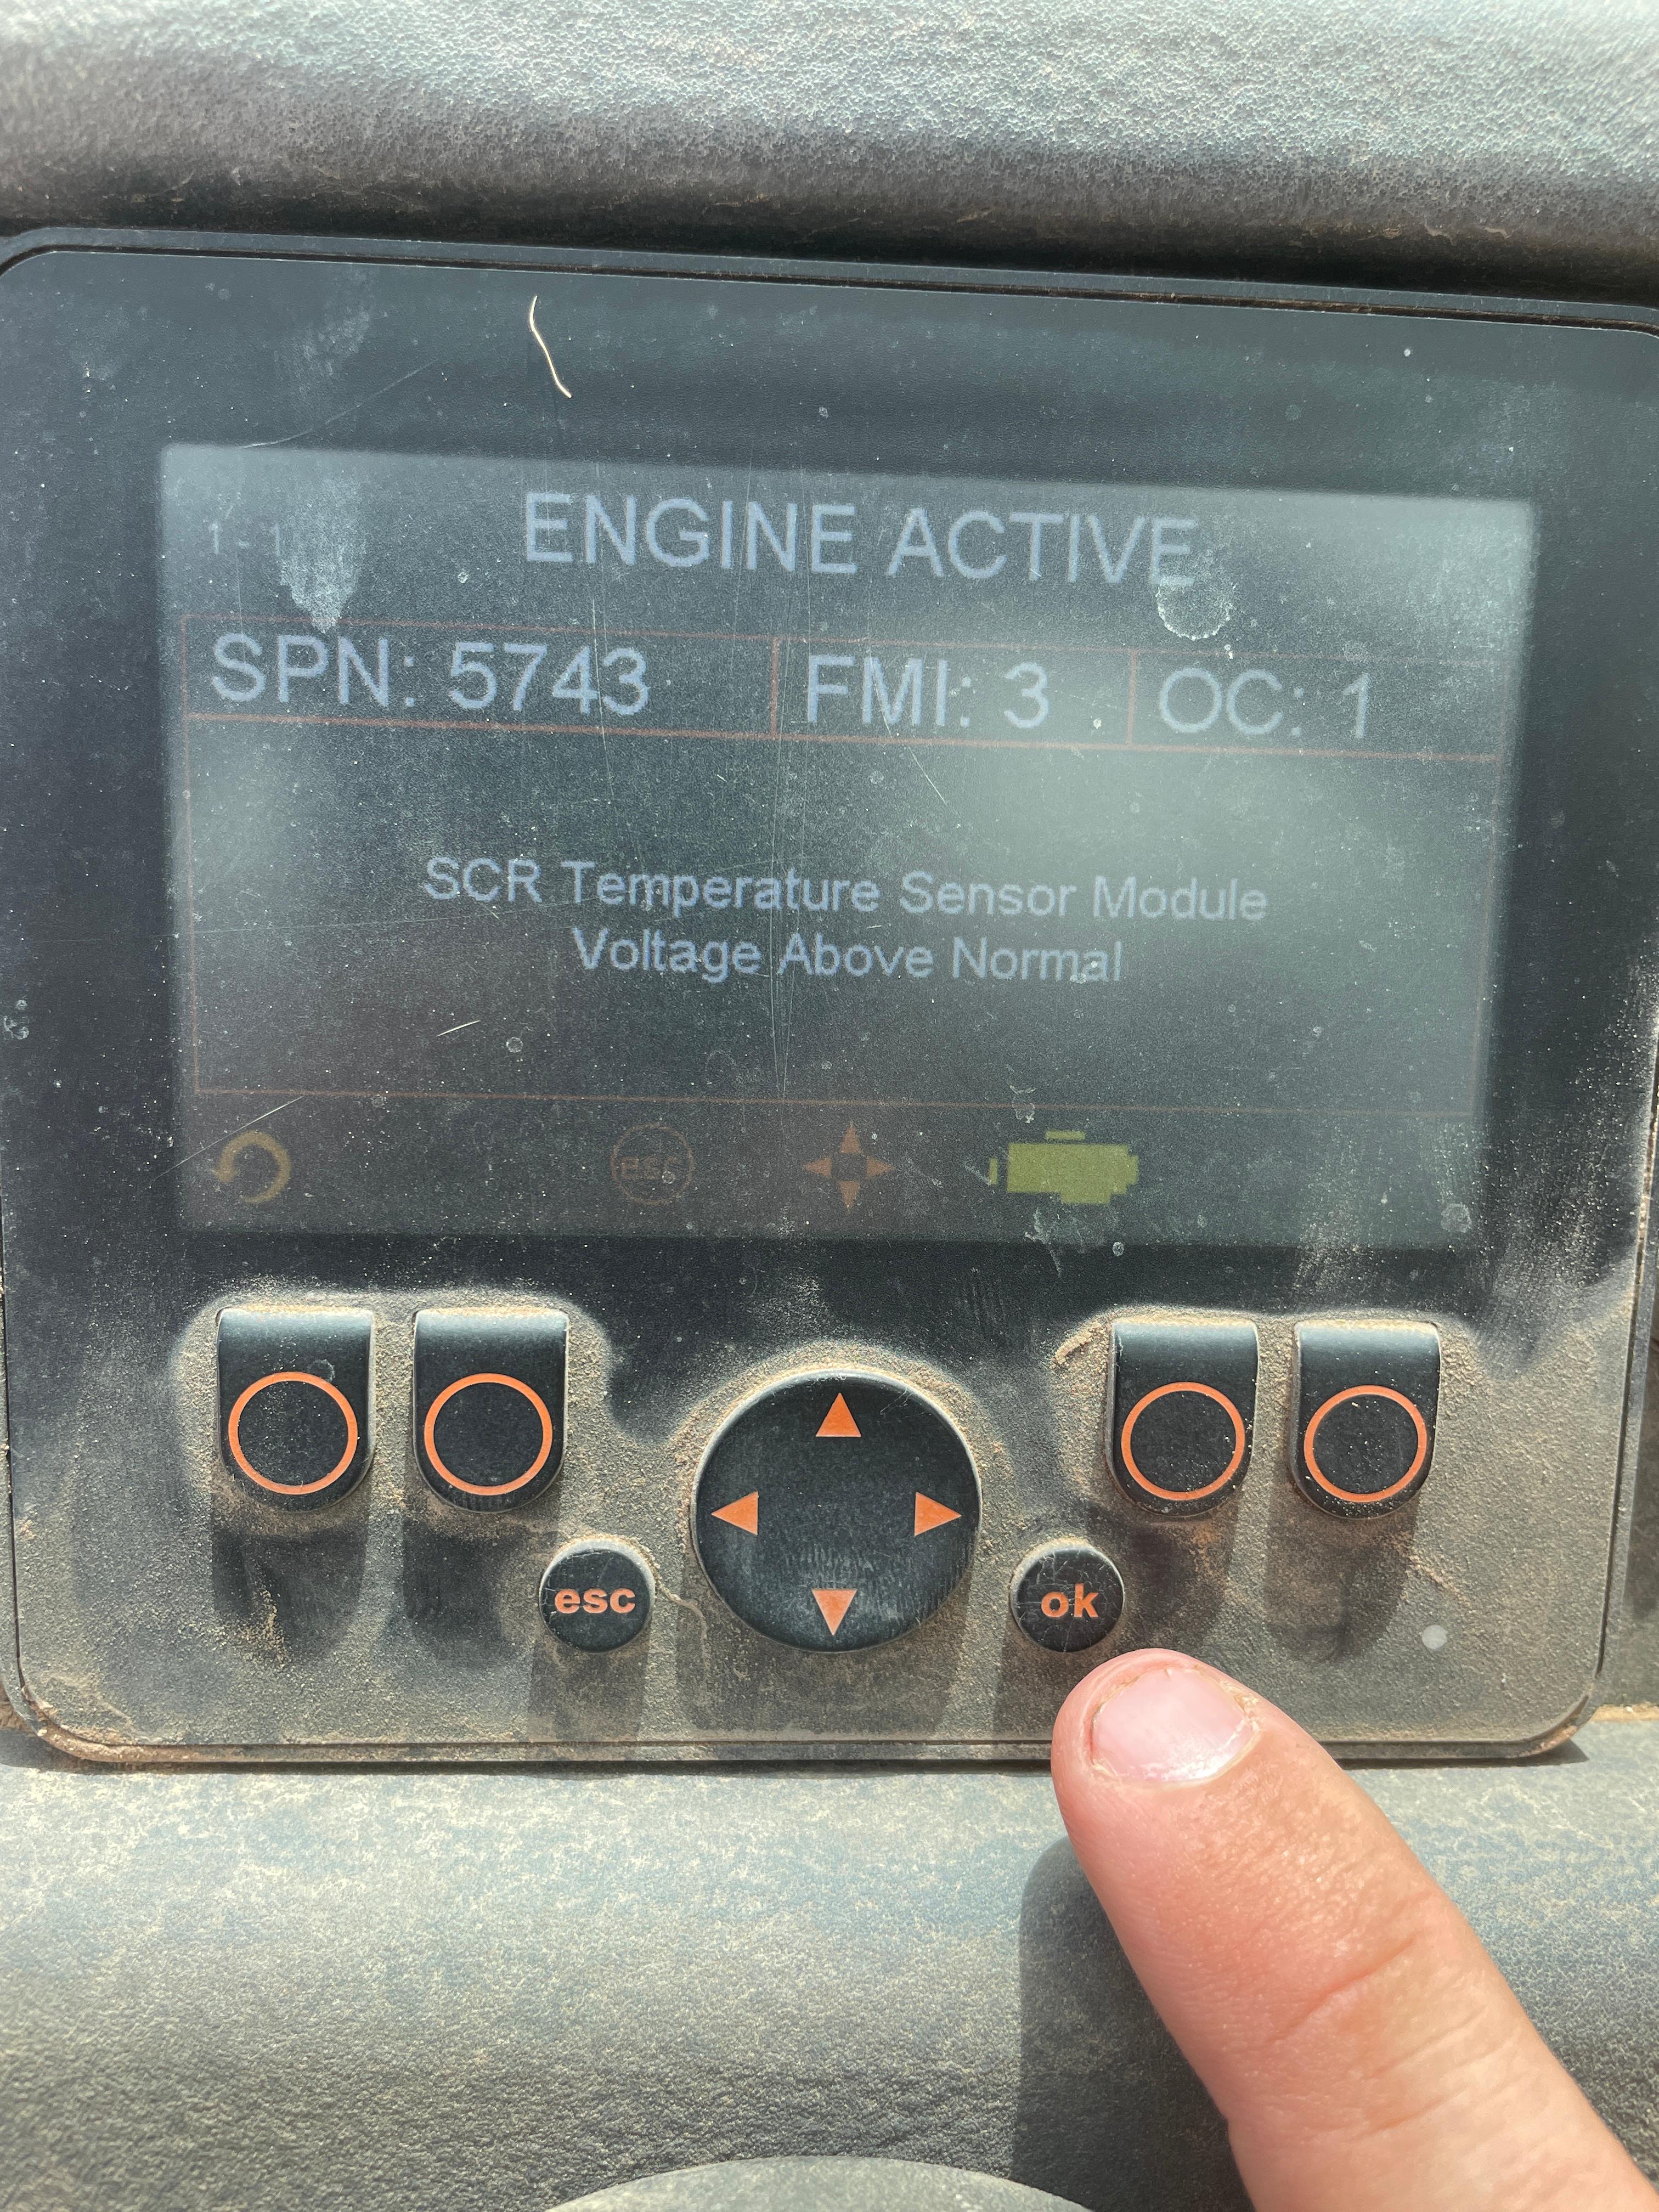 1 - 1
ENGINE ACTIVE
SPN: 5743 FMI: 3 OC: 1
SCR Temperature Sensor Module
Voltage Above Normal
esc
esc
ok